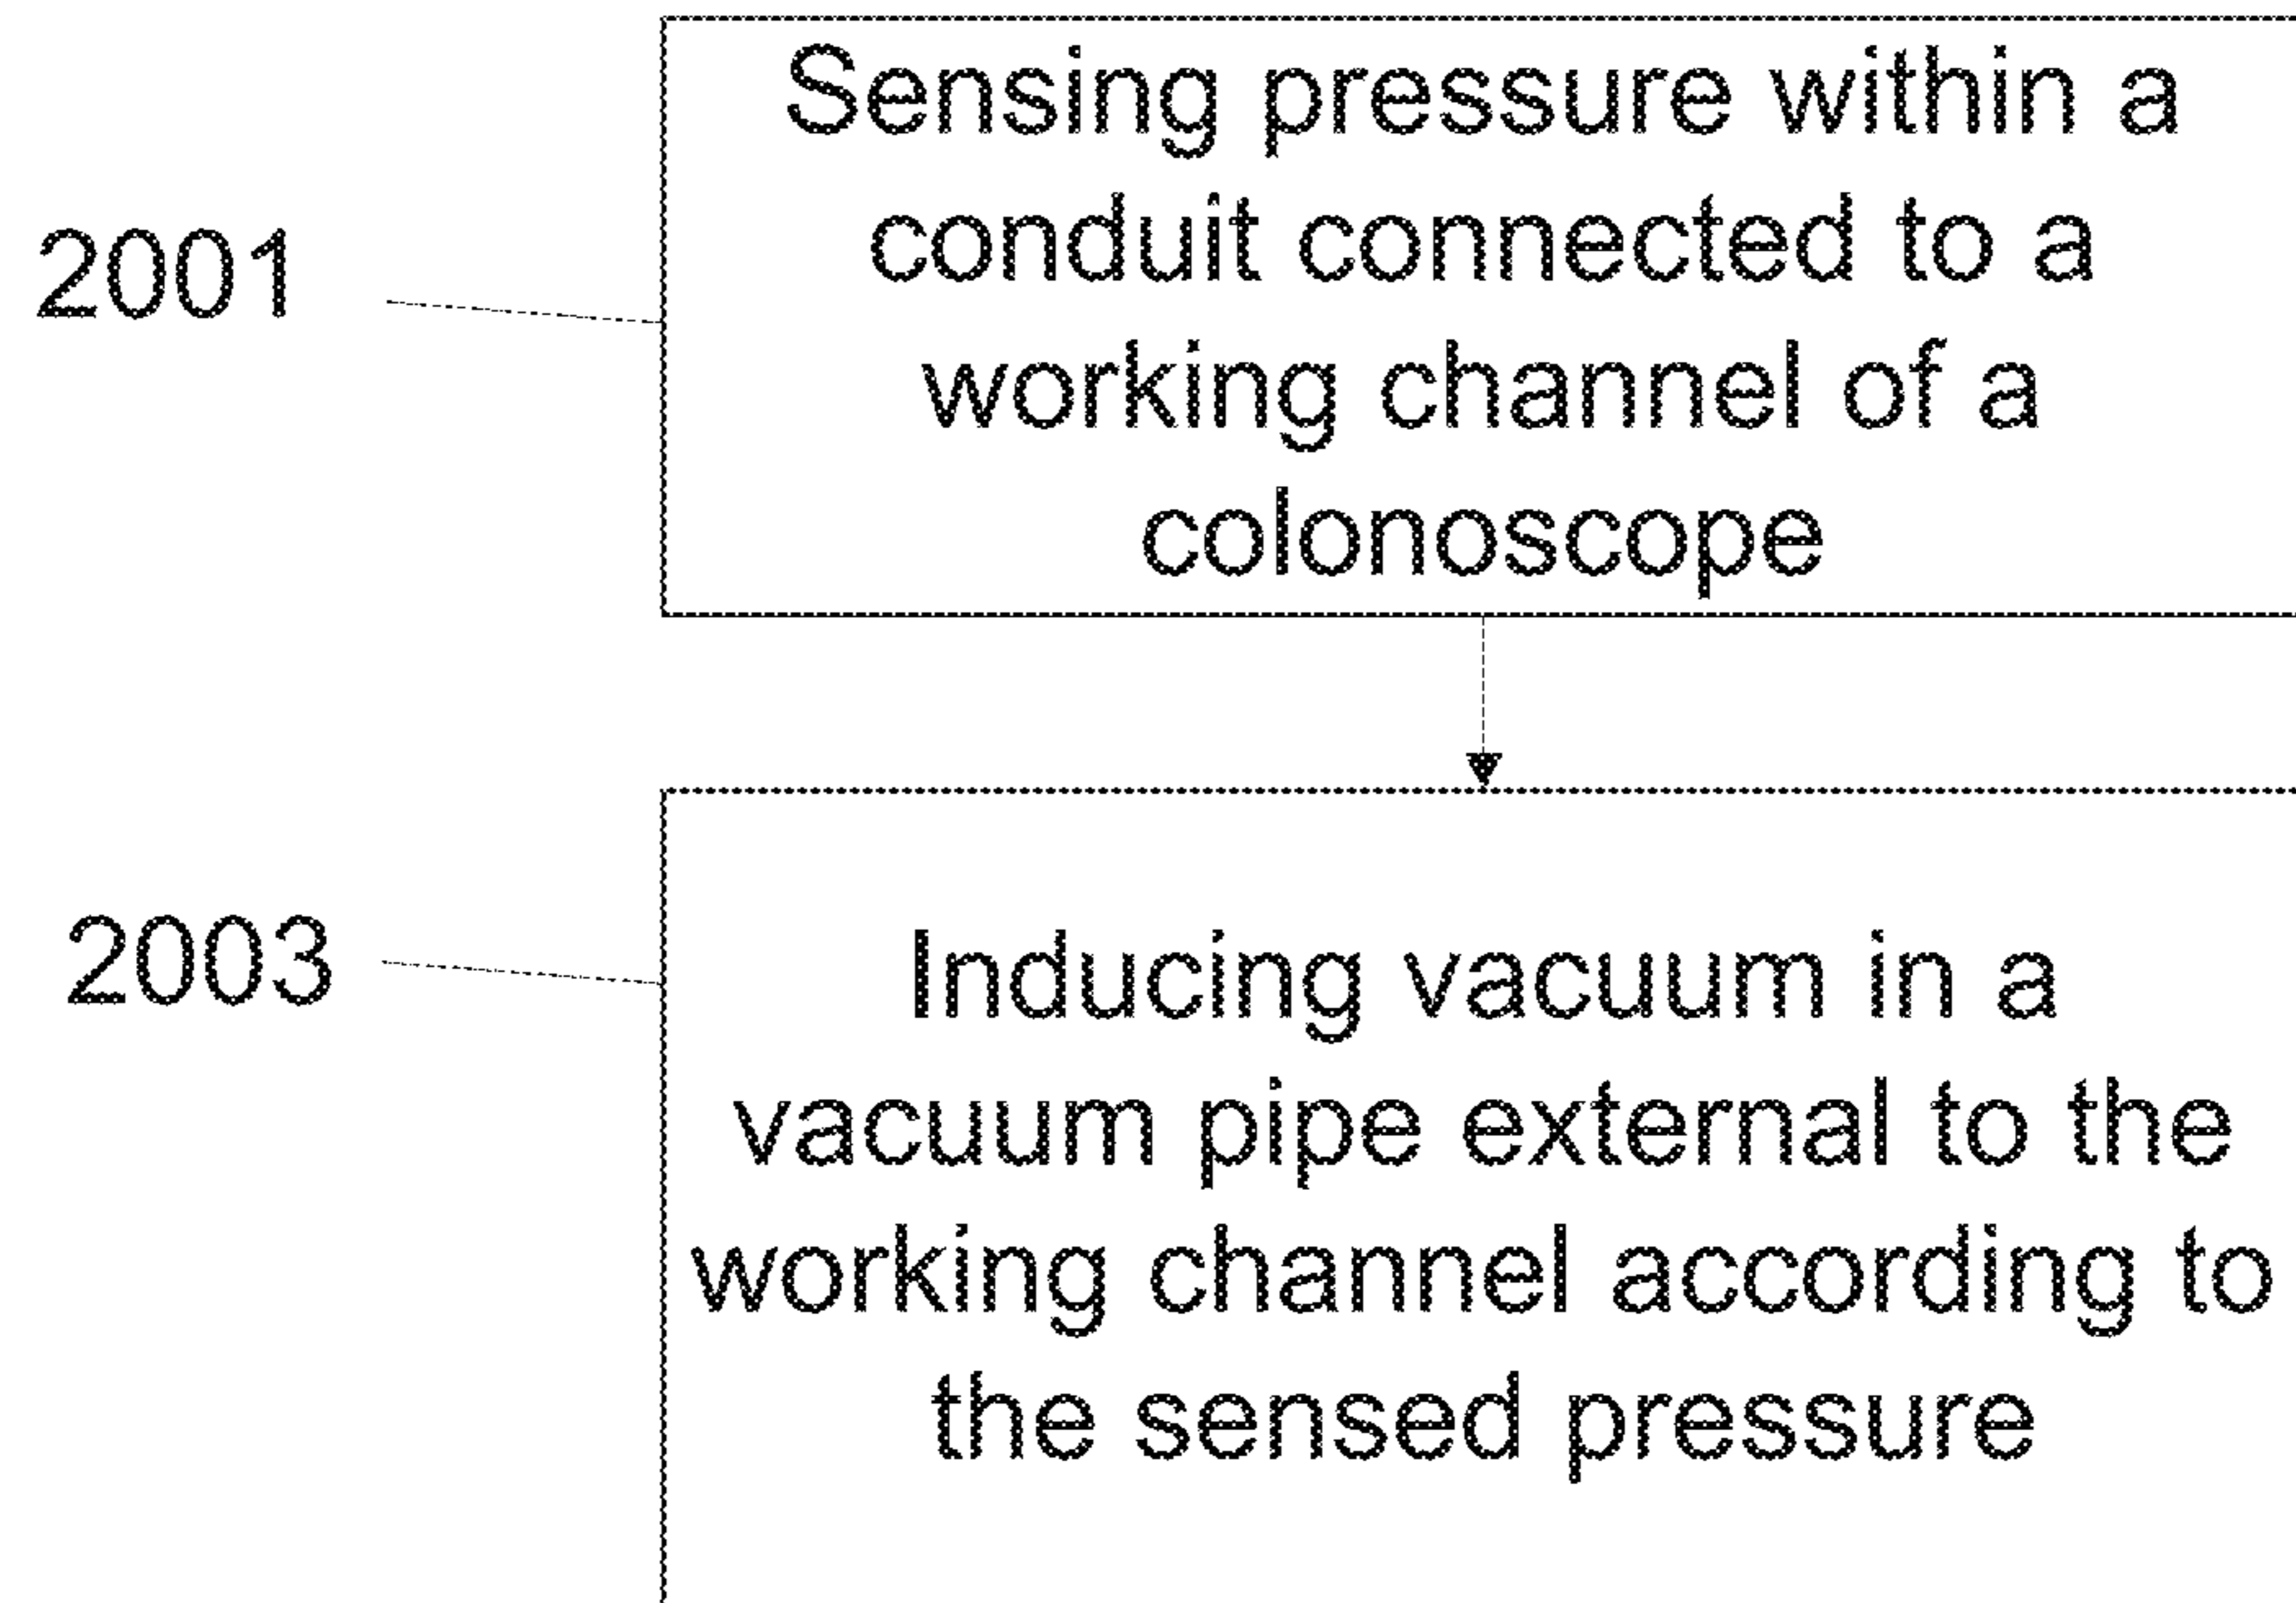 2001
Sensing pressure within a
conduit connected to a
working channel of a
colonoscope
2003
Inducing vacuum in a
vacuum pipe external to the
working channel according to
the sensed pressure